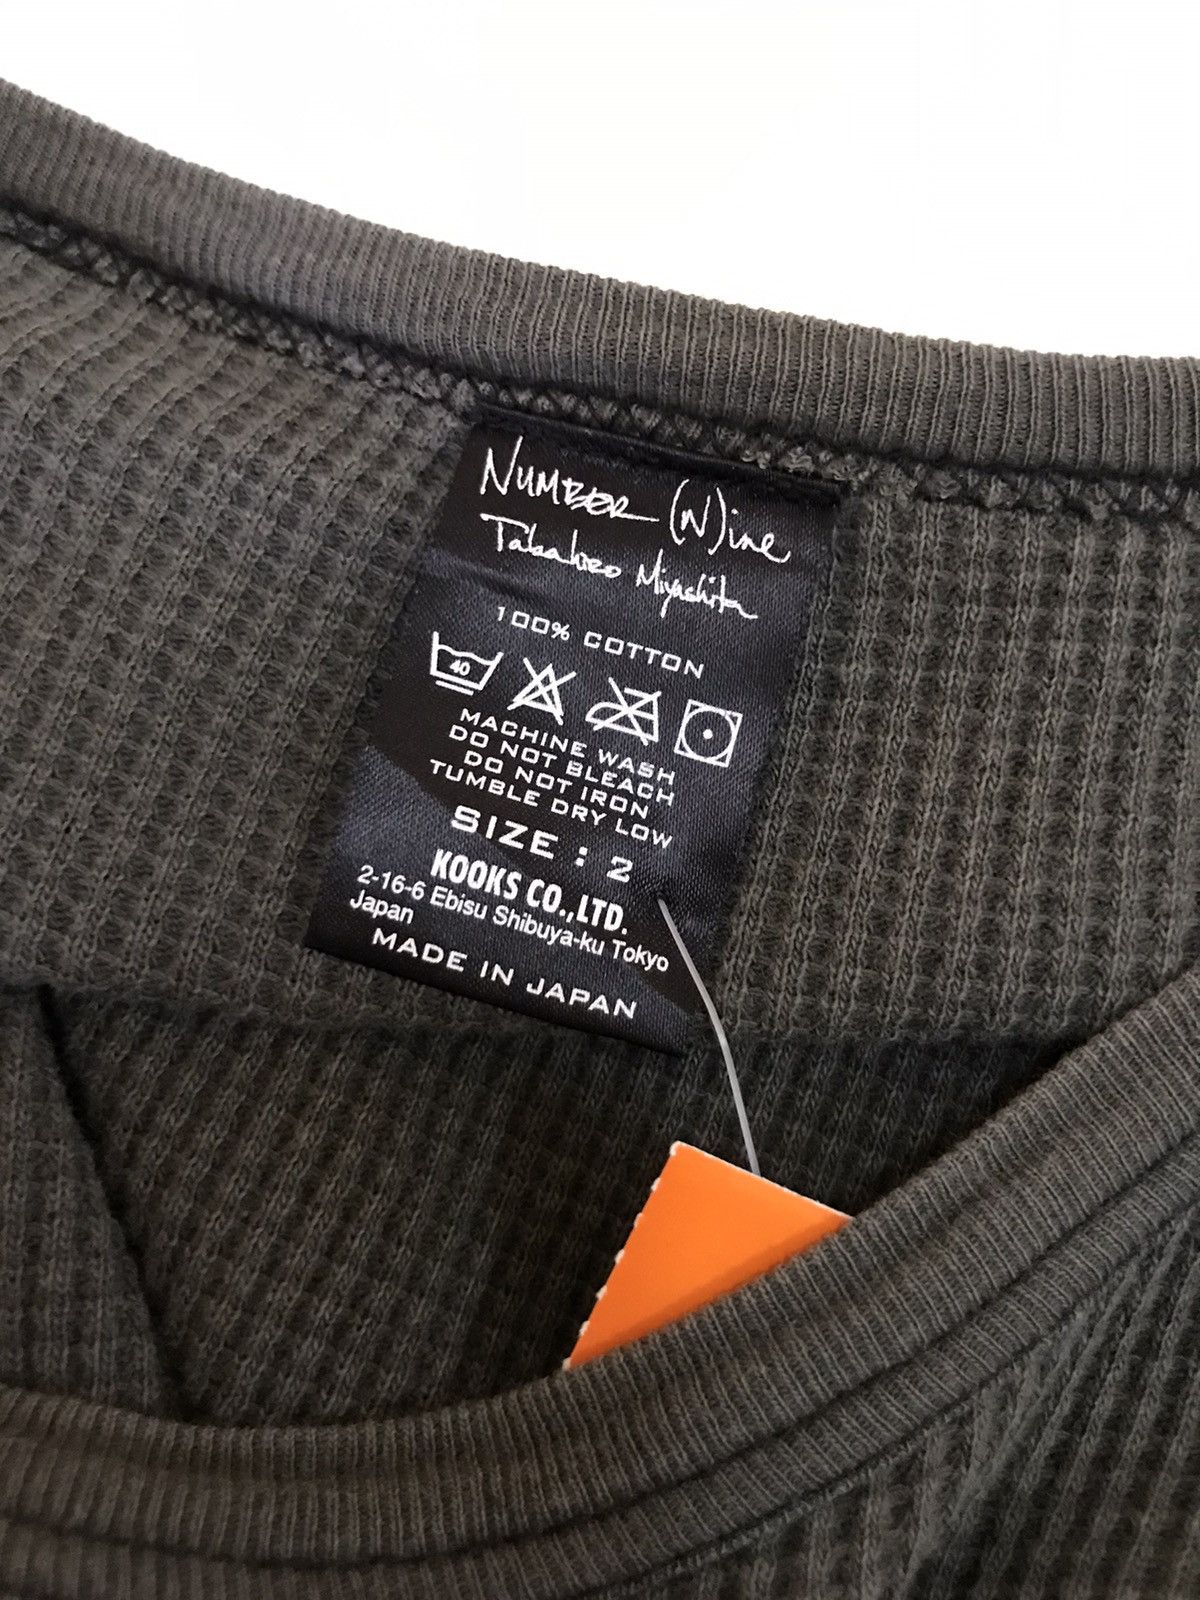 NUMBER (N)ine
Takahiro Miyashita
100% COTTON
40
MACHINE WASH
DO NOT BLEACH
DO NOT IRON
TUMBLE DRY LOW
SIZE : 2
KOOKS CO.,LTD.
2-16-6 Ebisu Shibuya-ku Tokyo
Japan
MADE IN JAPAN